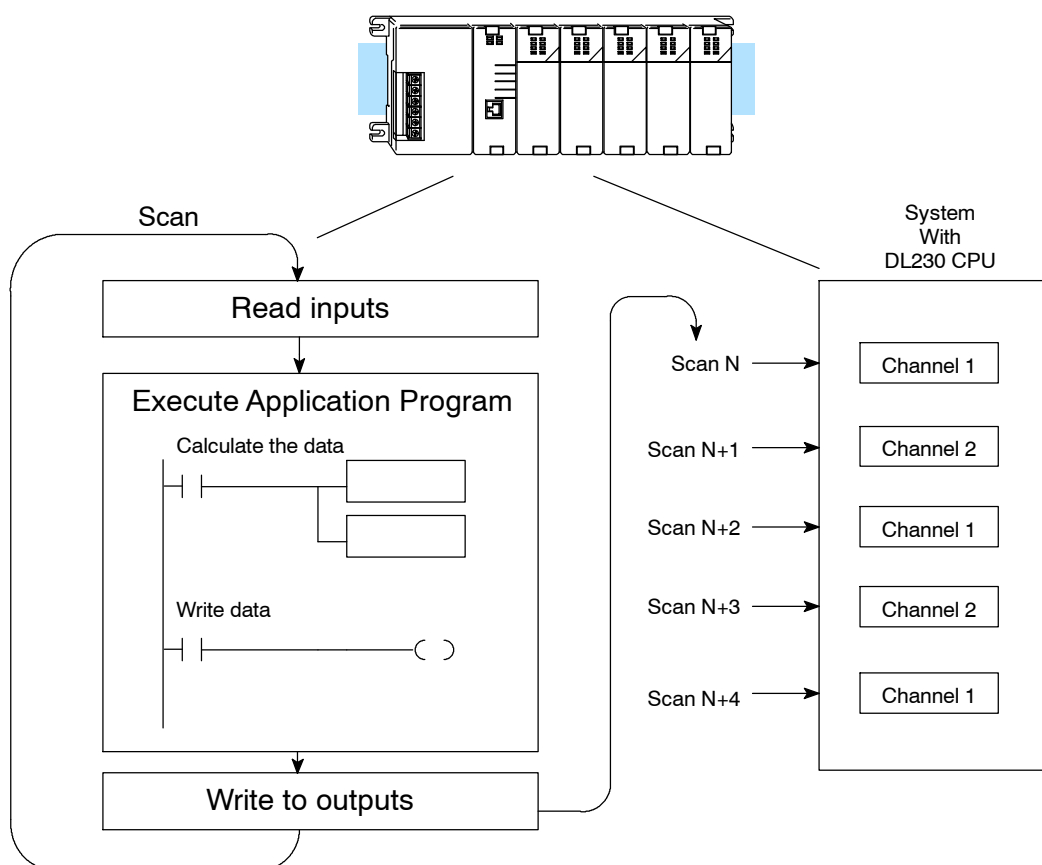 Scan
System
With
DL230 CPU
Read inputs
Execute Application Program
Calculate the data
Write data
Write to outputs
Scan N
Channel 1
Scan N+1
Channel 2
Scan N+2
Channel 1
Scan N+3
Channel 2
Scan N+4
Channel 1